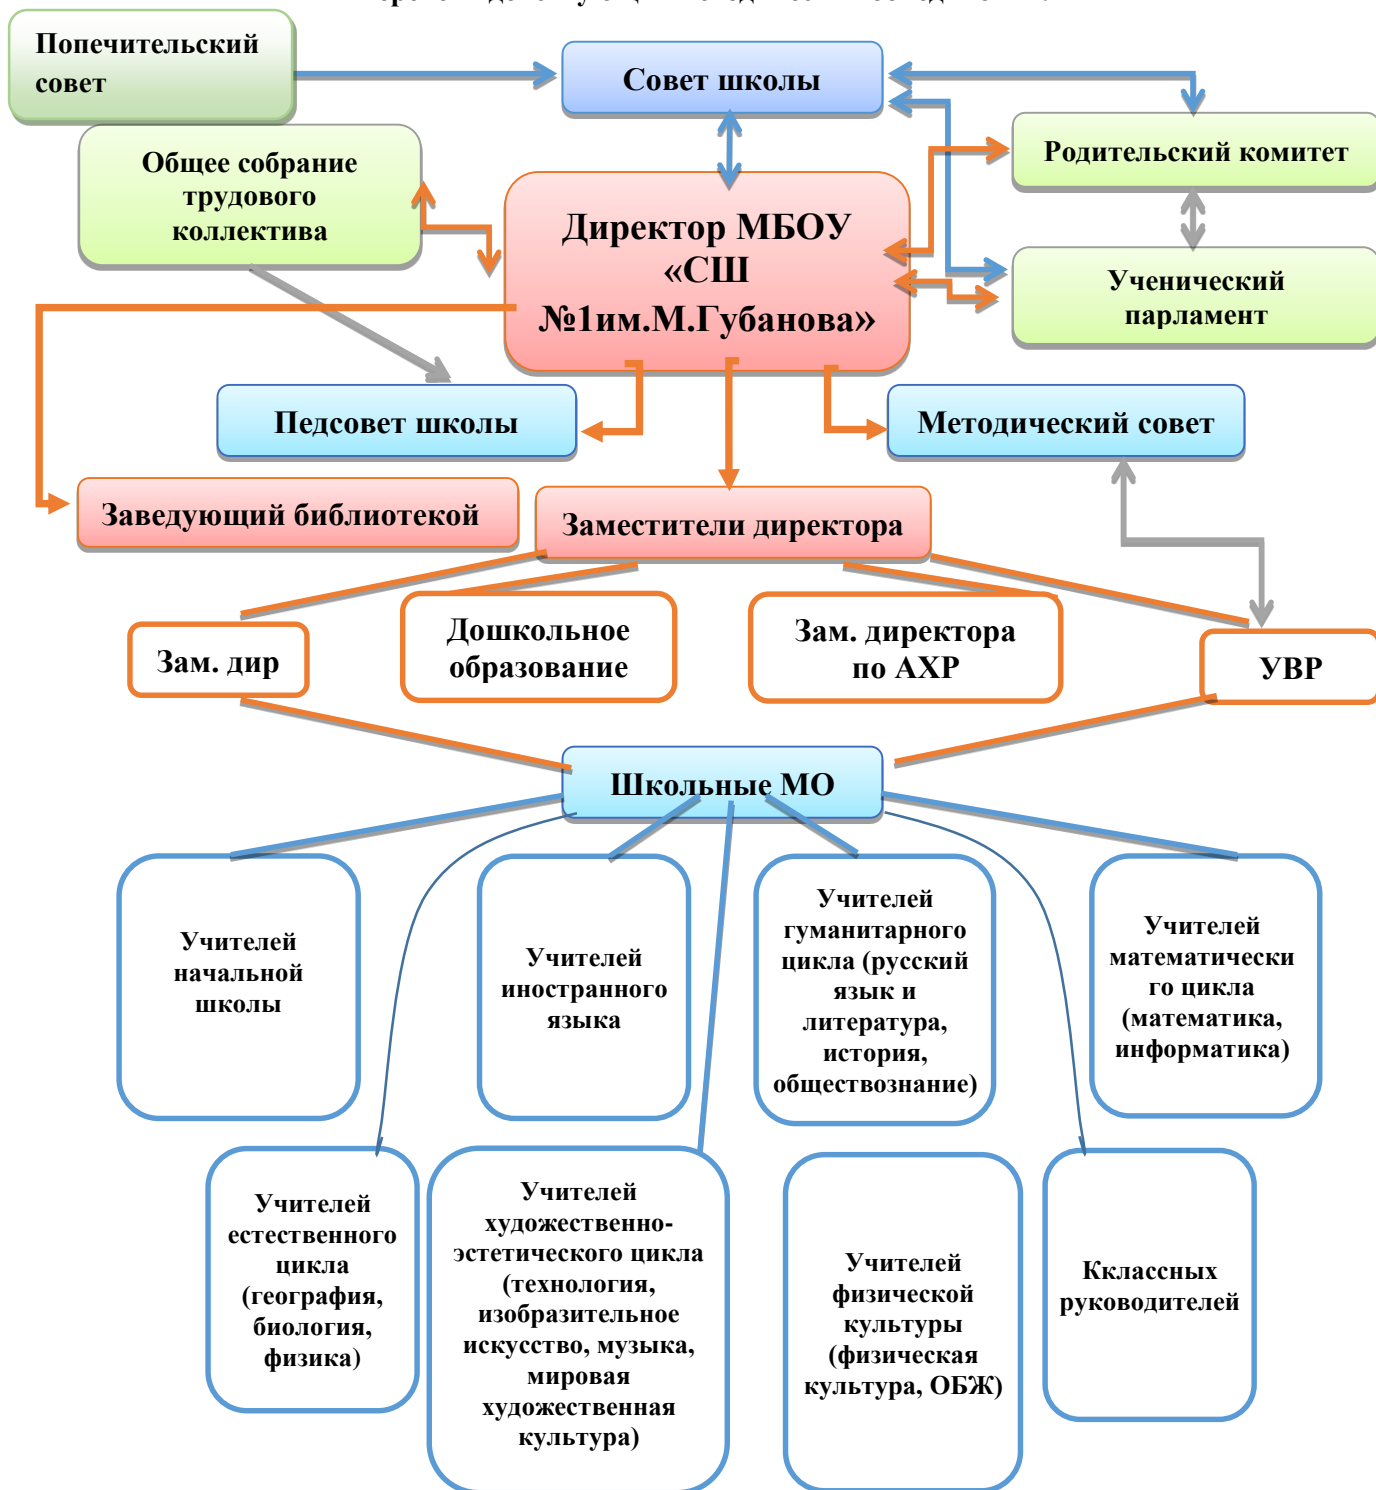 Попечительский
совет
Совет школы
Общее собрание
трудового
коллектива
Родительский комитет
Директор МБОУ
«СШ
№1им.М.Губанова»
Ученический
парламент
Педсовет школы
Методический совет
Заведующий библиотекой
Заместители директора
Зам. дир
Дошкольное
образование
Зам. директора
по АХР
УВР
Школьные МО
Учителей
начальной
школы
Учителей
иностранного
языка
Учителей
гуманитарного
цикла (русский
язык и
литература,
история,
обществознание)
Учителей
математически
го цикла
(математика,
информатика)
Учителей
естественного
цикла
(география,
биология,
физика)
Учителей
художественно-
эстетического цикла
(технология,
изобразительное
искусство, музыка,
мировая
художественная
культура)
Учителей
физической
культуры
(физическая
культура, ОБЖ)
Кклассных
руководителей